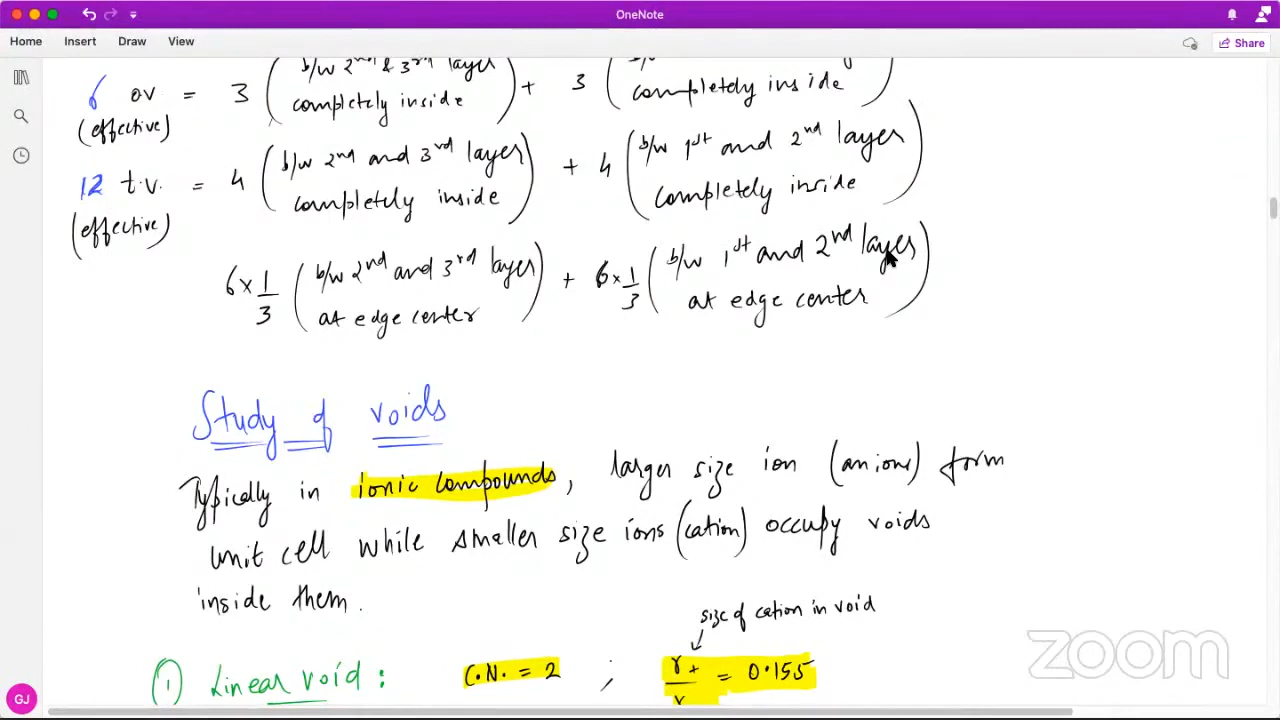 OneNote
Home Insert Draw View
Share
b/w 2nd & 3rd layer
6 ov = 3 ( completely inside ) + 3 ( completely inside )
(effective)
12 t.v. = 4 ( b/w 2nd and 3rd layer + 4 ( b/w 1st and 2nd layer
(effective) completely inside ) completely inside )
6 × 1/3 ( b/w 2nd and 3rd layer + 6 × 1/3 ( b/w 1st and 2nd layer
at edge center ) at edge center )
Study of voids
Typically in ionic compounds, larger size ion (anions) form
unit cell while smaller size ions (cation) occupy voids
inside them.
size of cation in void
① Linear void : C.N. = 2 ; r+ / r = 0.155
zoom
GJ